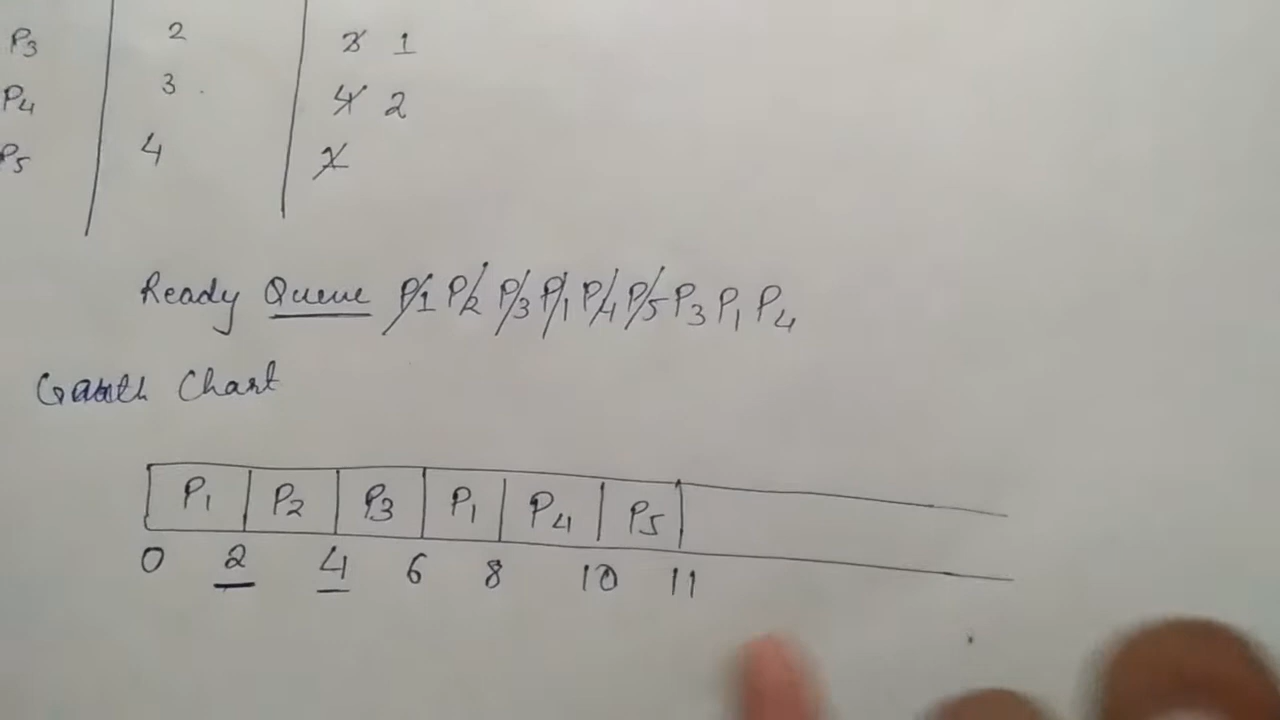 P3 2 3 1
P4 3 4 2
P5 4 1
Ready Queue P1 P2 P3 P1 P4 P5 P3 P1 P4
Chart
P1 P2 P3 P1 P4 P5
0 2 4 6 8 10 11